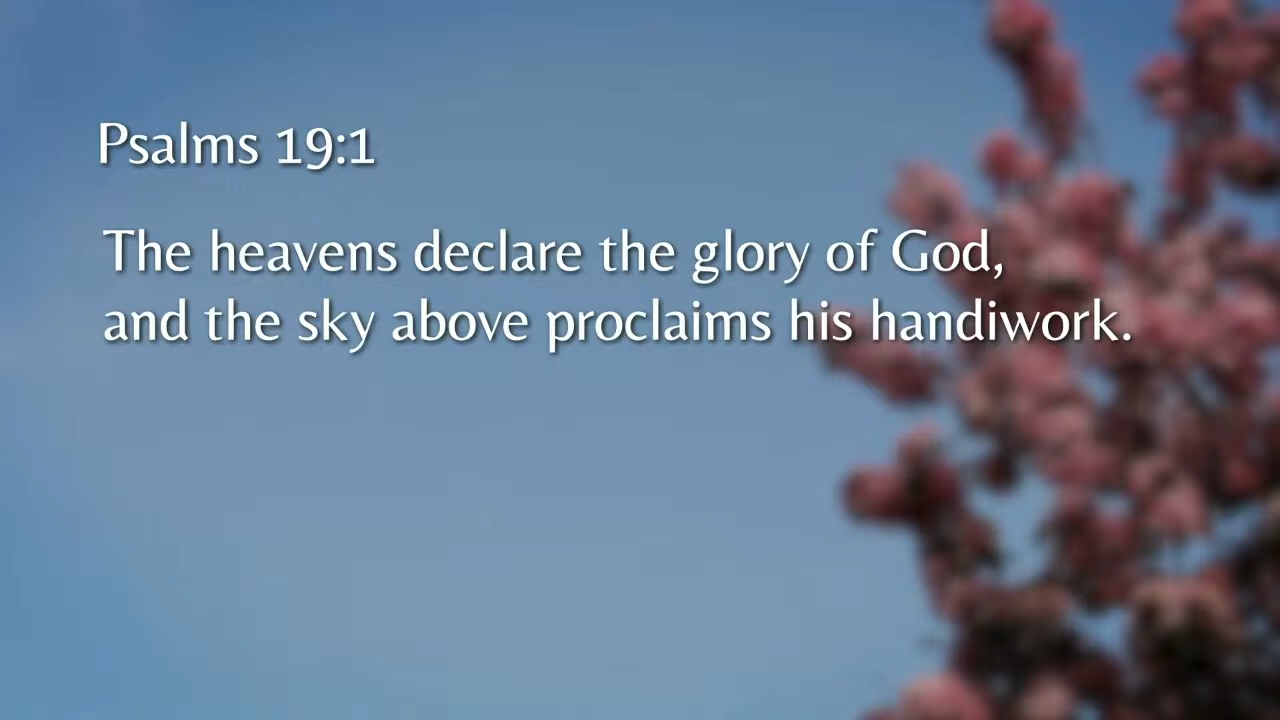 Psalms 19:1
The heavens declare the glory of God,
and the sky above proclaims his handiwork.